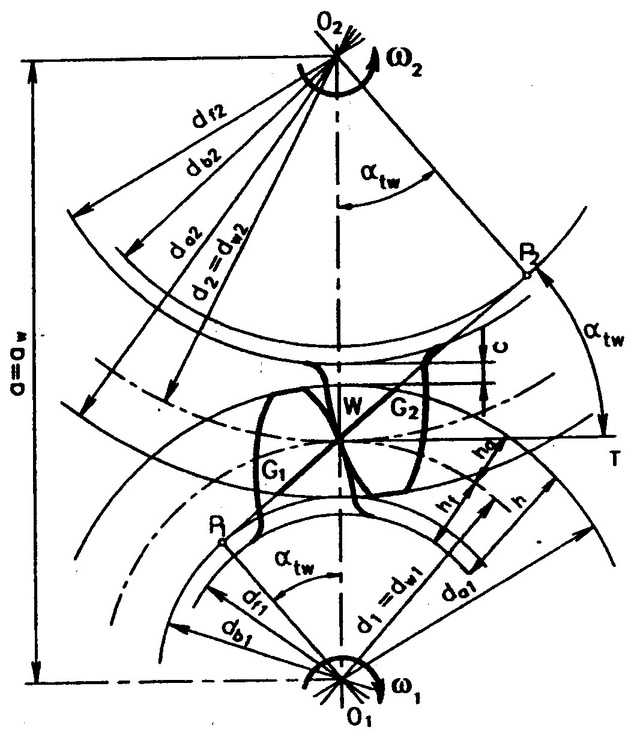 O2
ω2
df2
db2
αtw
da2
d2=dw2
P2
αtw
c
a=aw
W
G2
ha
T
G1
hf
h
P1
αtw
d1=dw1
da1
df1
db1
ω1
O1